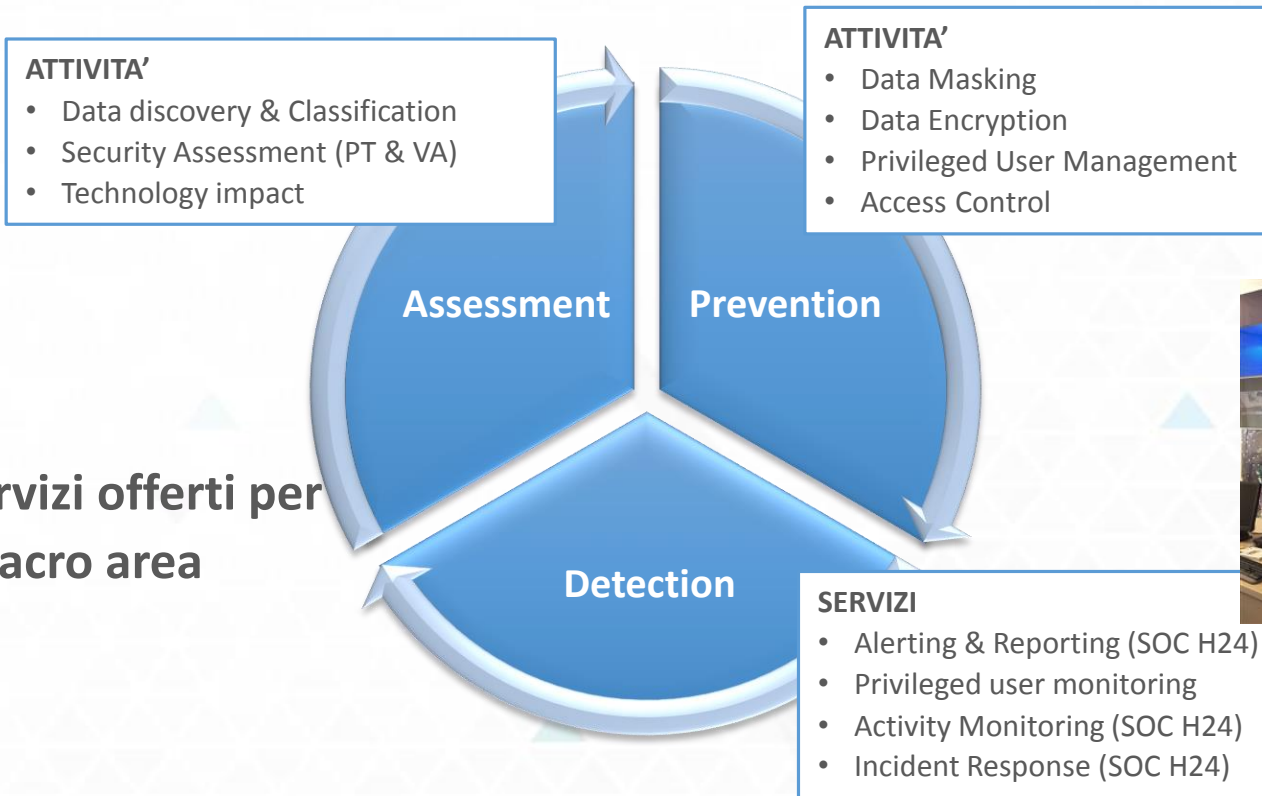 ATTIVITA’
• Data discovery & Classification
• Security Assessment (PT & VA)
• Technology impact
ATTIVITA’
• Data Masking
• Data Encryption
• Privileged User Management
• Access Control
Assessment
Prevention
rvizi offerti per
acro area
Detection
SERVIZI
• Alerting & Reporting (SOC H24)
• Privileged user monitoring
• Activity Monitoring (SOC H24)
• Incident Response (SOC H24)